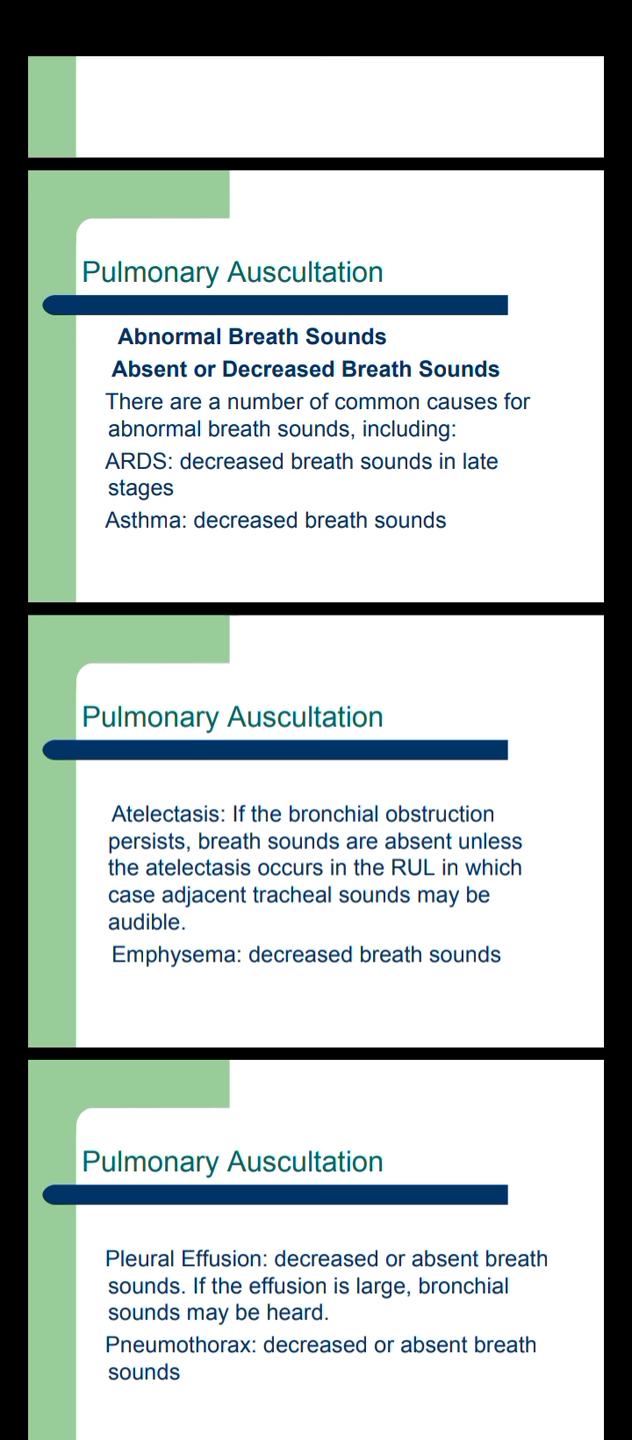 Pulmonary Auscultation
Abnormal Breath Sounds
Absent or Decreased Breath Sounds
There are a number of common causes for
abnormal breath sounds, including:
ARDS: decreased breath sounds in late
stages
Asthma: decreased breath sounds
Pulmonary Auscultation
Atelectasis: If the bronchial obstruction
persists, breath sounds are absent unless
the atelectasis occurs in the RUL in which
case adjacent tracheal sounds may be
audible.
Emphysema: decreased breath sounds
Pulmonary Auscultation
Pleural Effusion: decreased or absent breath
sounds. If the effusion is large, bronchial
sounds may be heard.
Pneumothorax: decreased or absent breath
sounds